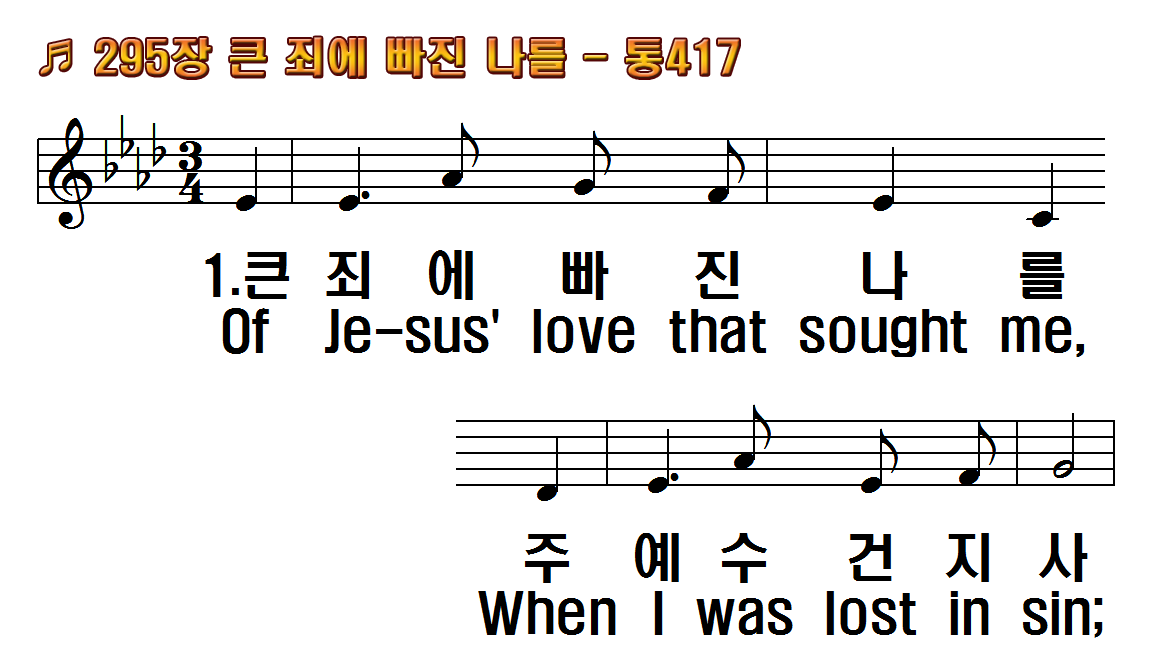 ♬ 295장 큰 죄에 빠진 나를 - 통417
3
4
1.큰 죄 에 빠 진 나 를
Of Je-sus' love that sought me,
주 예 수 건 지 사
When I was lost in sin;